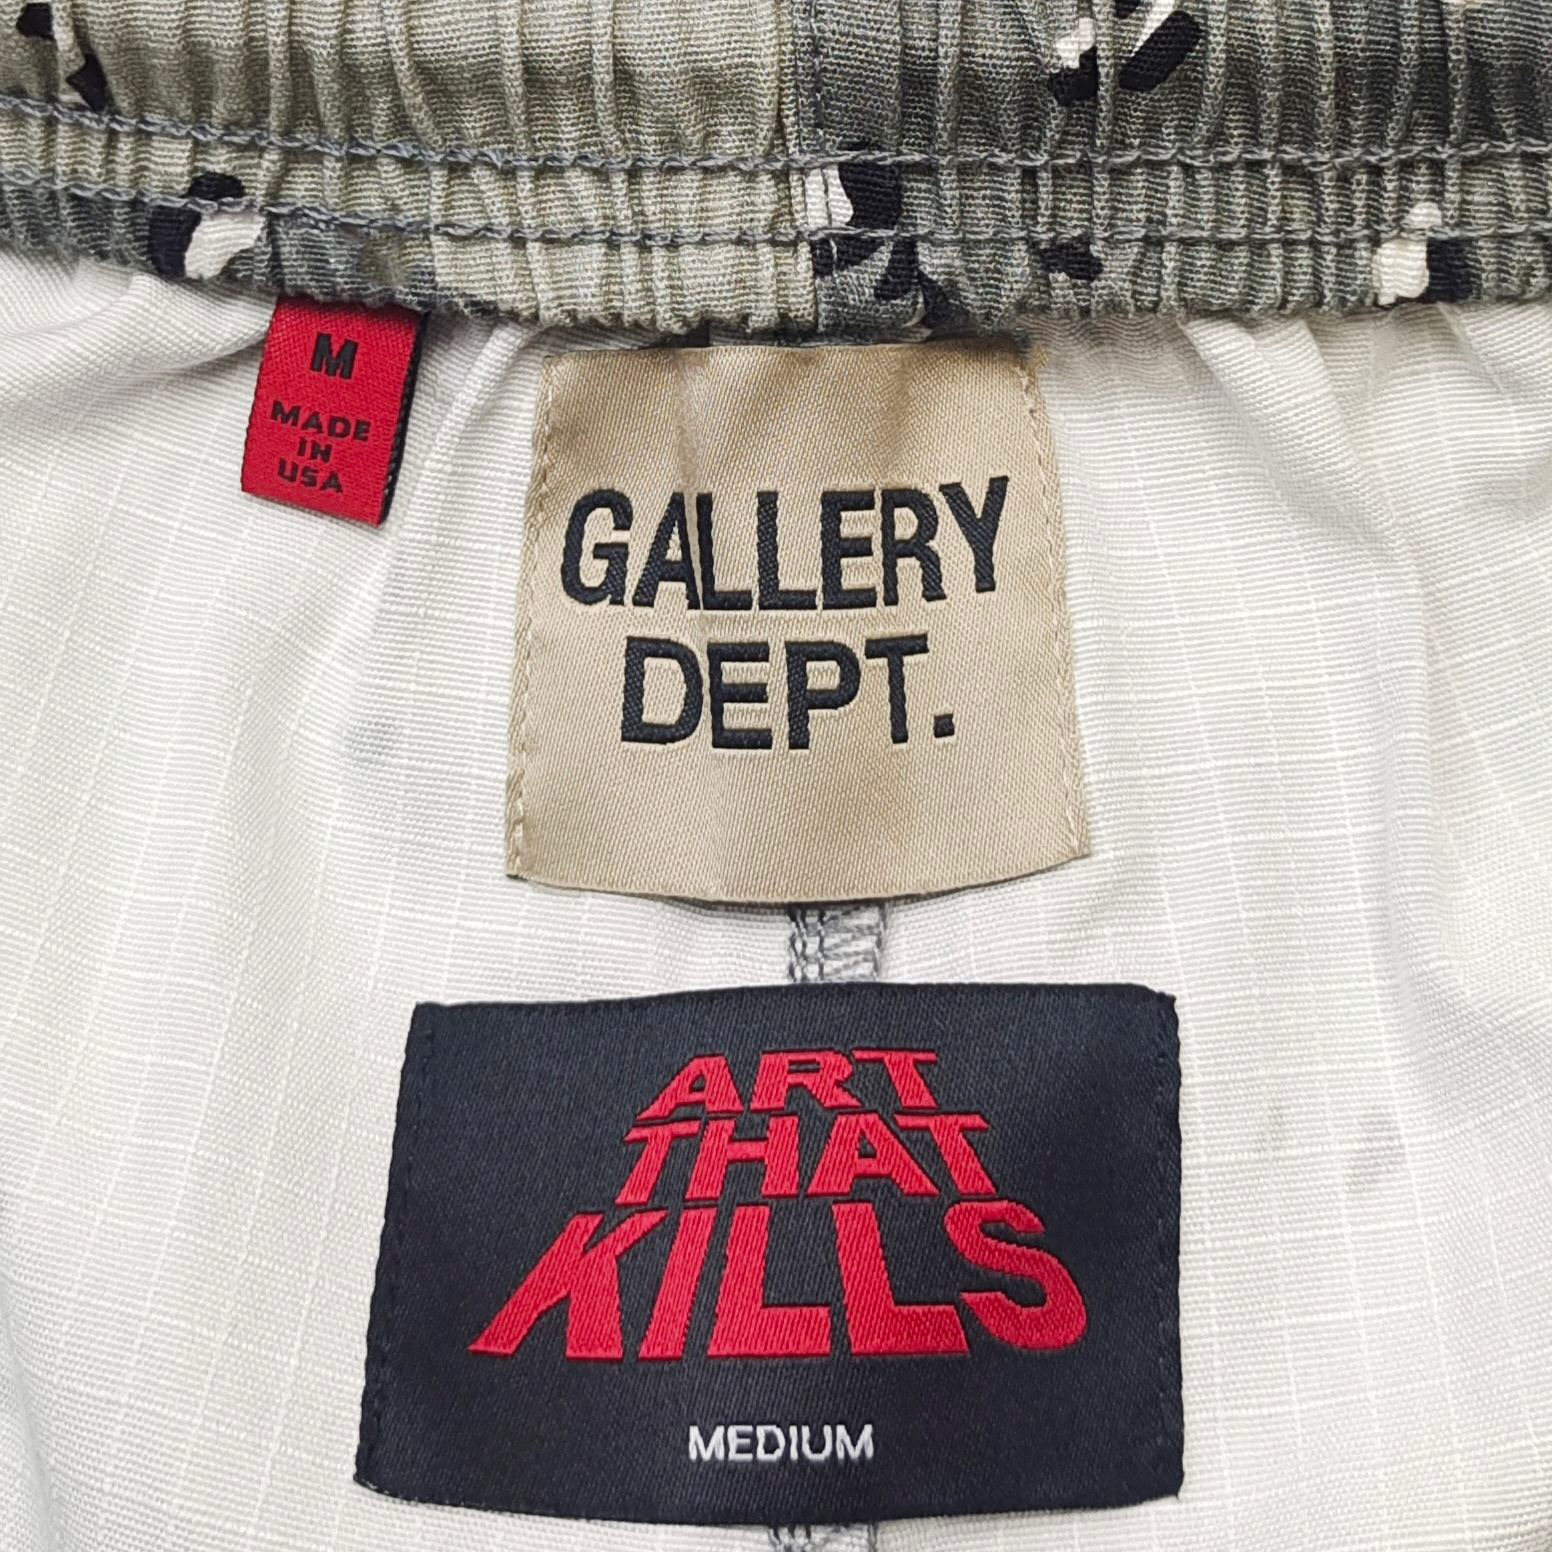 M
MADE
IN
USA
GALLERY
DEPT.
ART
THAT
KILLS
MEDIUM